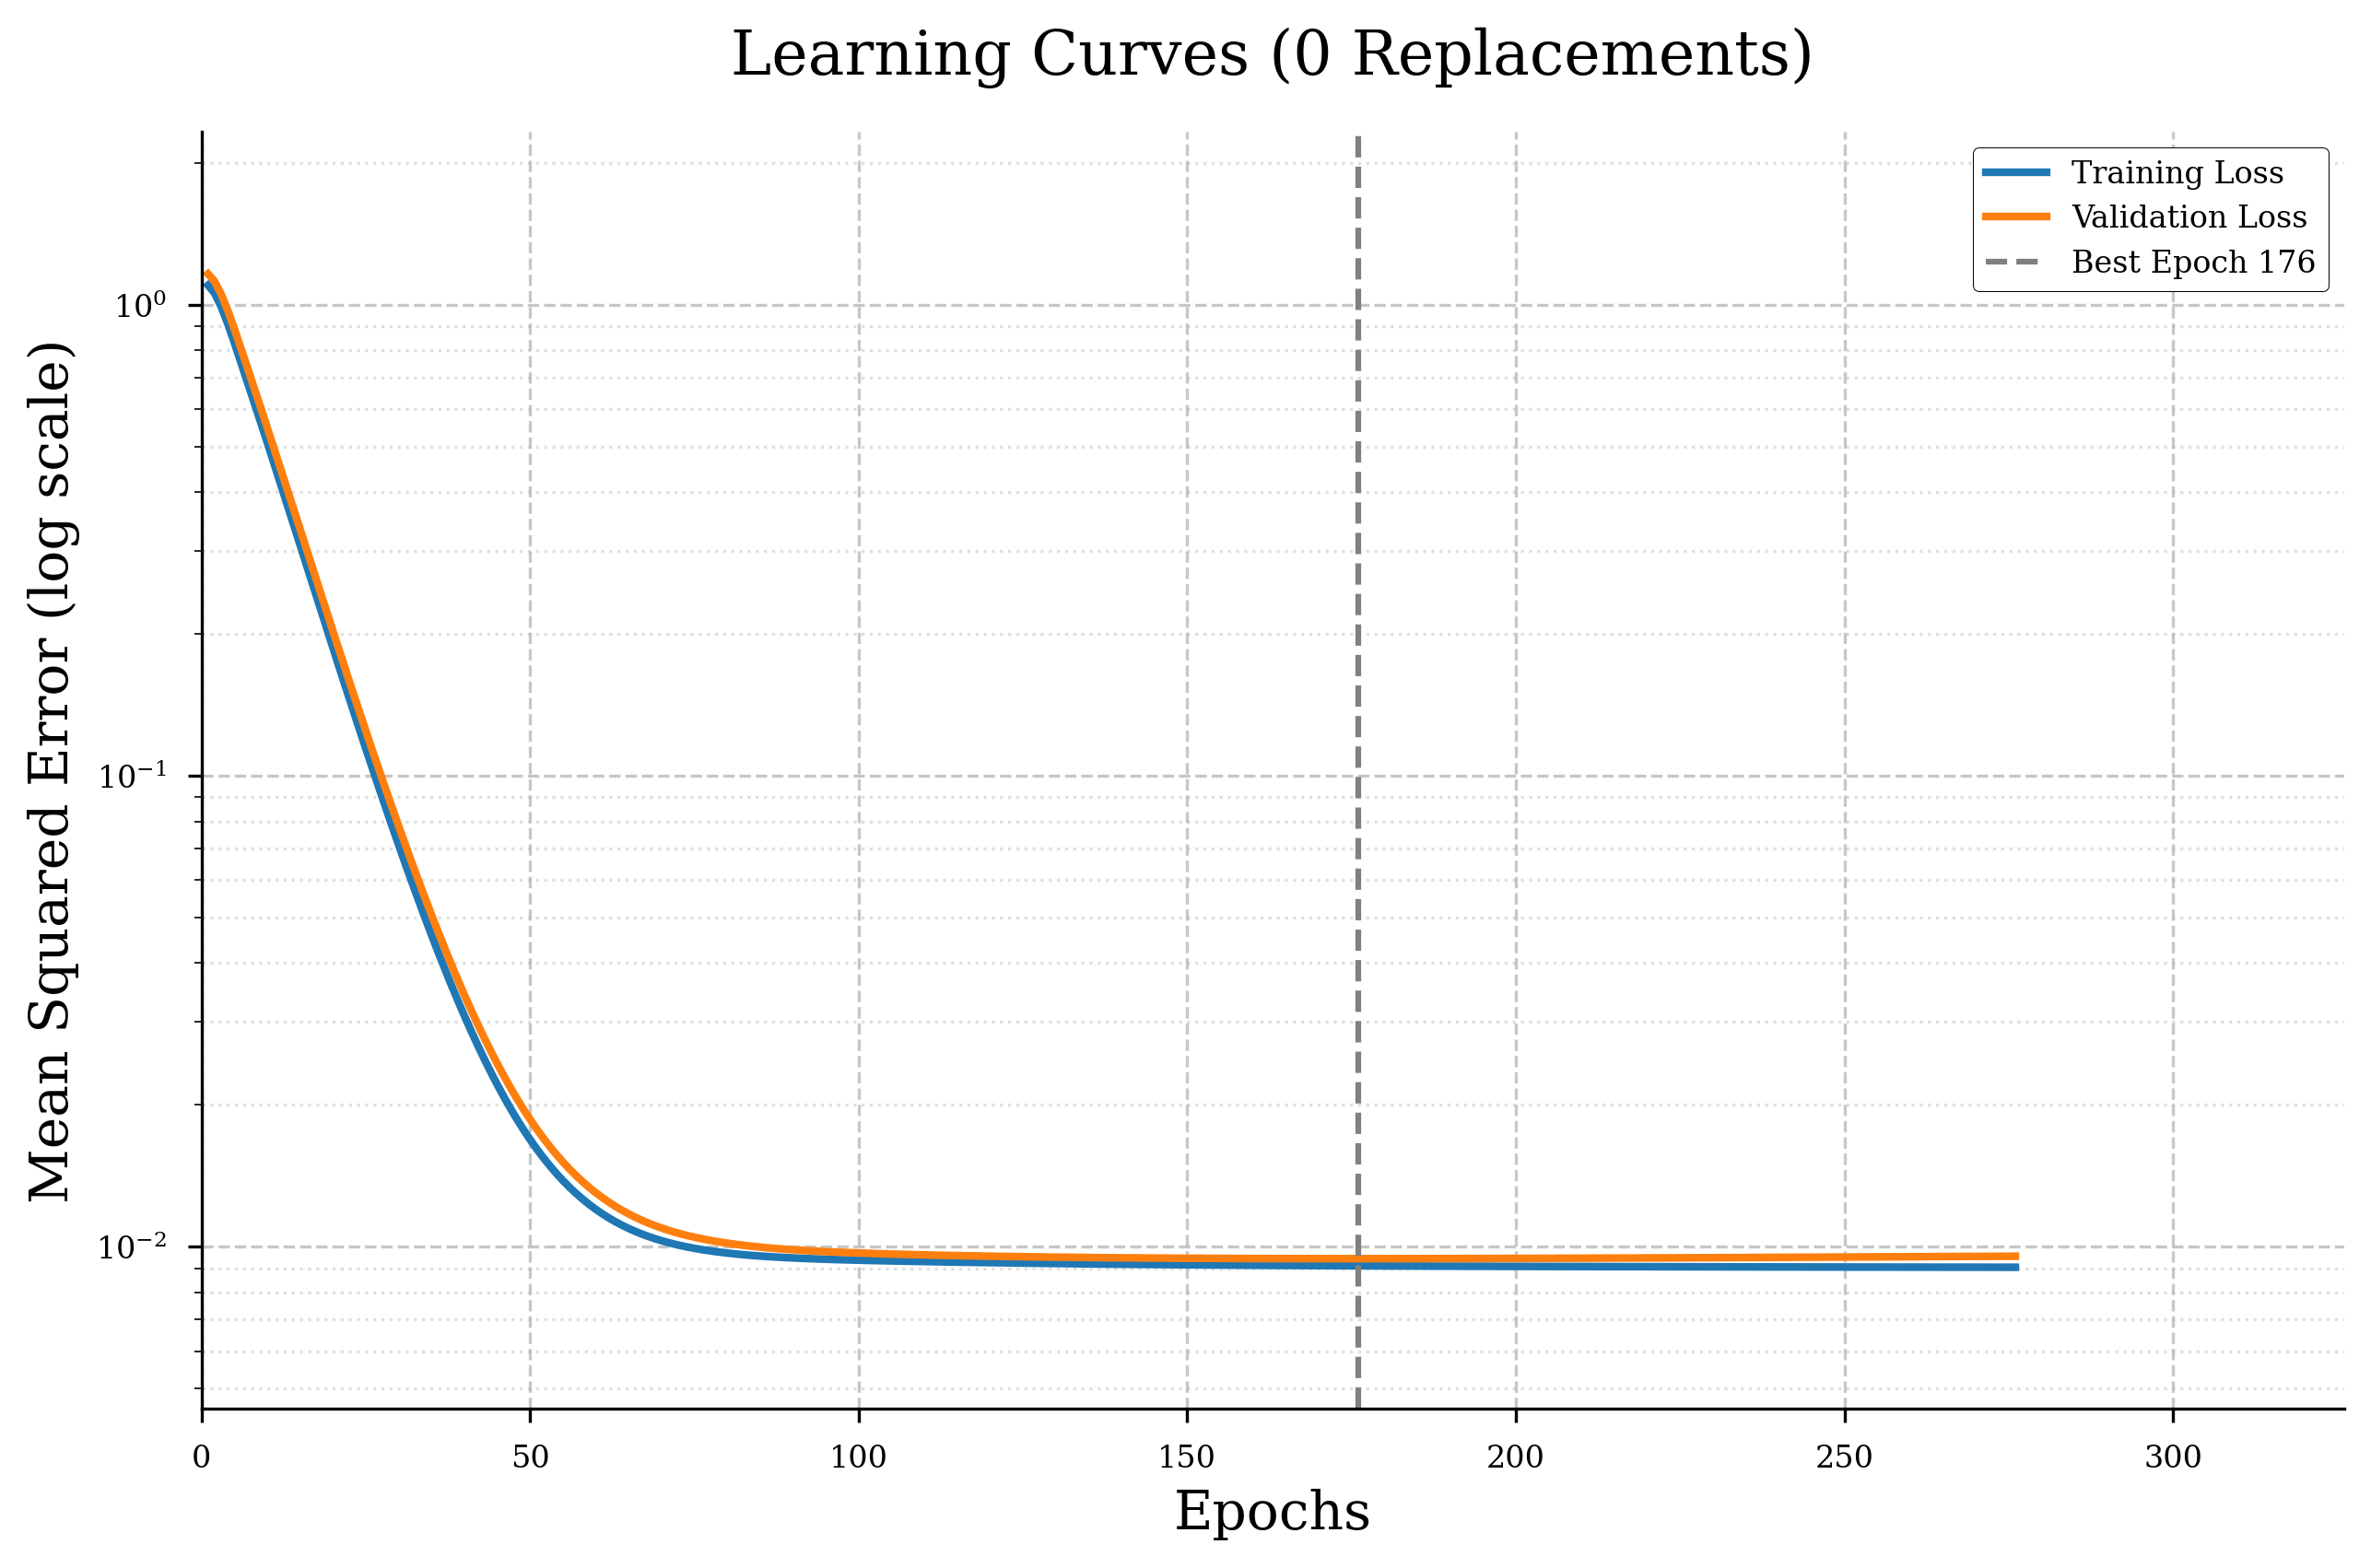 Learning Curves (0 Replacements)
Training Loss
Validation Loss
Best Epoch 176
Mean Squared Error (log scale)
10⁰
10⁻¹
10⁻²
0 50 100 150 200 250 300
Epochs